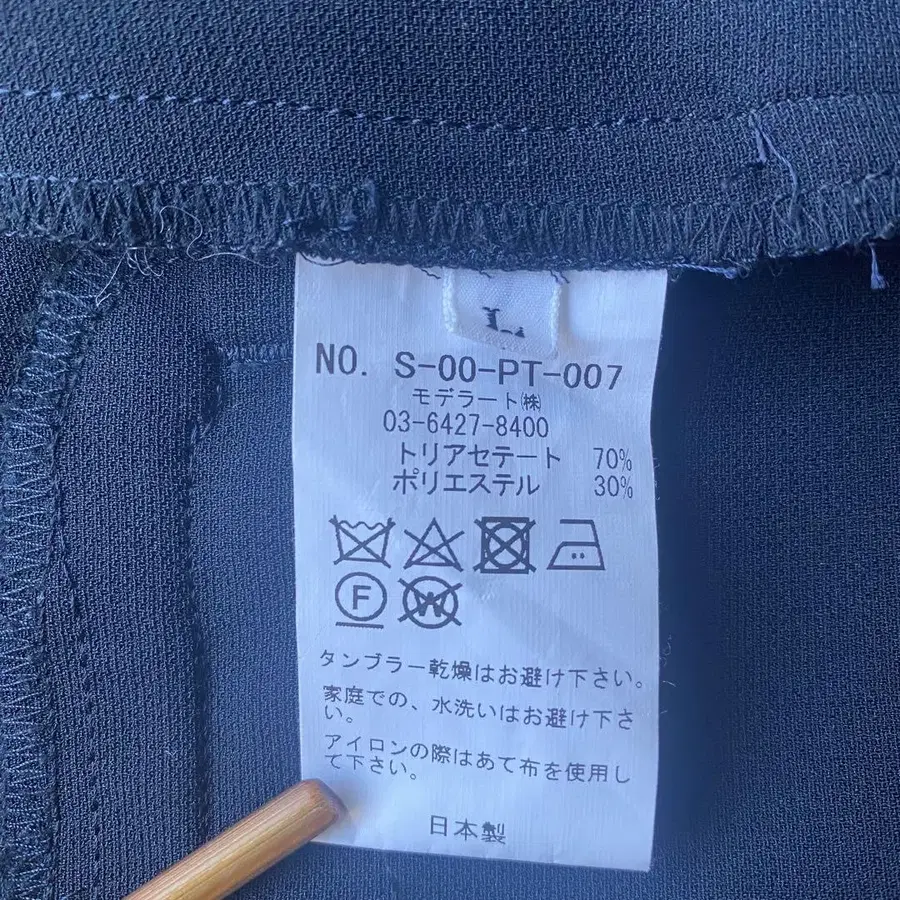 L
NO. S-00-PT-007
モデラート㈱
03-6427-8400
トリアセテート 70%
ポリエステル 30%
F
W
タンブラー乾燥はお避け下さい。
家庭での、水洗いはお避け下さ
い。
アイロンの際はあて布を使用し
て下さい。
日本製